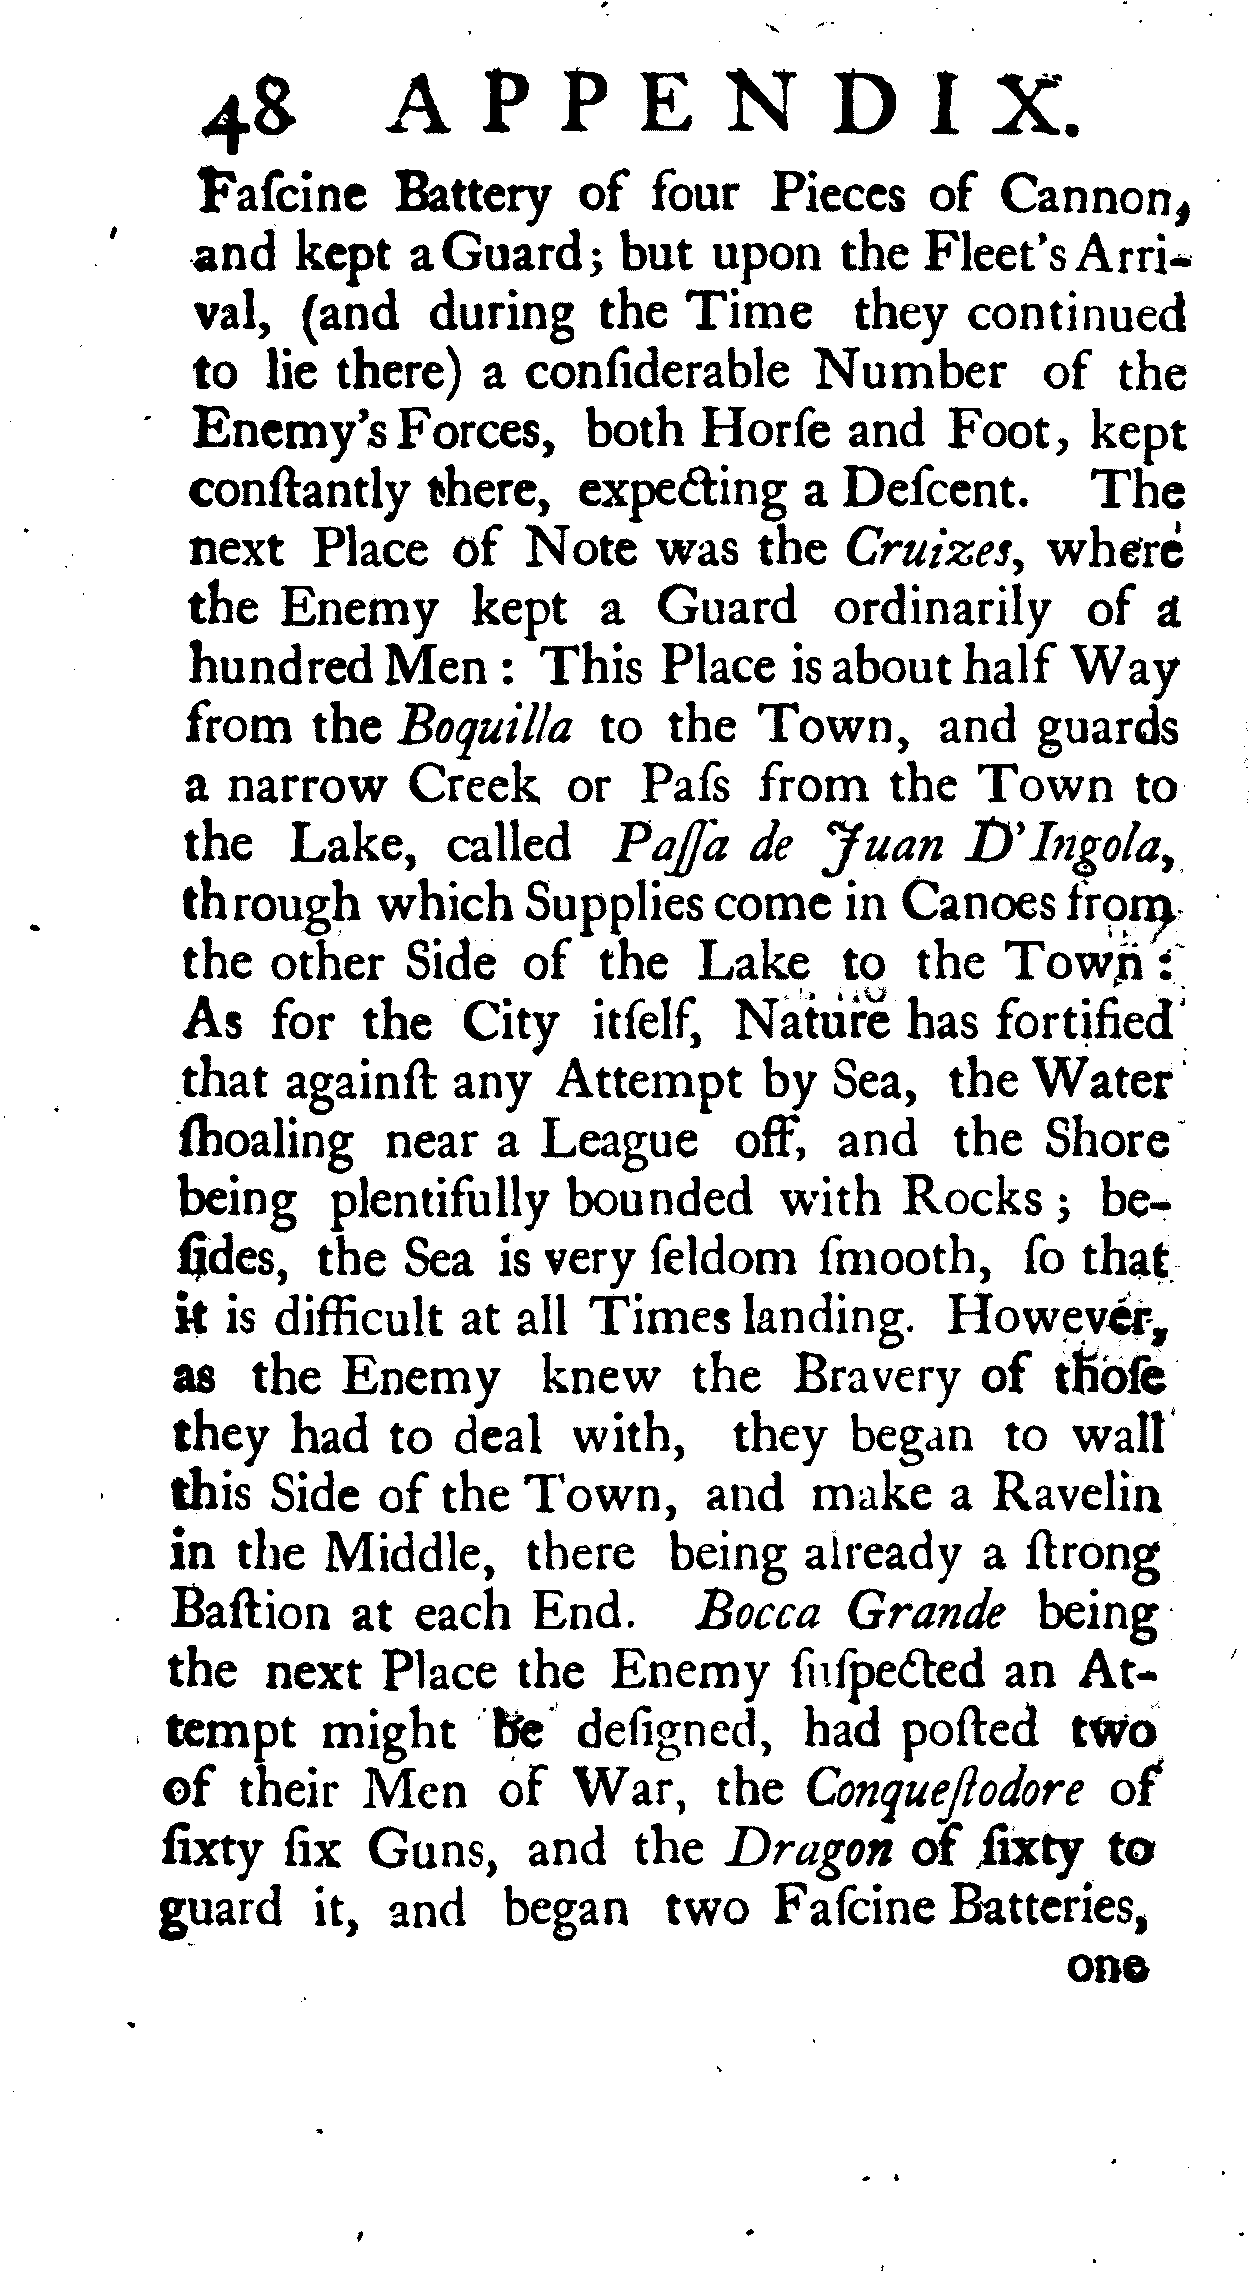 48 APPENDIX.
Faſcine Battery of four Pieces of Cannon,
and kept a Guard; but upon the Fleet's Arri-
val, (and during the Time they continued
to lie there) a conſiderable Number of the
Enemy's Forces, both Horſe and Foot, kept
conſtantly there, expecting a Deſcent. The
next Place of Note was the Cruizes, where
the Enemy kept a Guard ordinarily of a
hundred Men : This Place is about half Way
from the Boquilla to the Town, and guards
a narrow Creek or Paſs from the Town to
the Lake, called Paſſa de Juan D'Ingola,
through which Supplies come in Canoes from
the other Side of the Lake to the Town :
As for the City itſelf, Nature has fortified
that againſt any Attempt by Sea, the Water
ſhoaling near a League off, and the Shore
being plentifully bounded with Rocks ; be-
ſides, the Sea is very ſeldom ſmooth, ſo that
it is difficult at all Times landing. However,
as the Enemy knew the Bravery of thoſe
they had to deal with, they began to wall
this Side of the Town, and make a Ravelin
in the Middle, there being already a ſtrong
Baſtion at each End. Bocca Grande being
the next Place the Enemy ſuſpected an At-
tempt might be deſigned, had poſted two
of their Men of War, the Conqueſtodore of
ſixty ſix Guns, and the Dragon of ſixty to
guard it, and began two Faſcine Batteries,
one